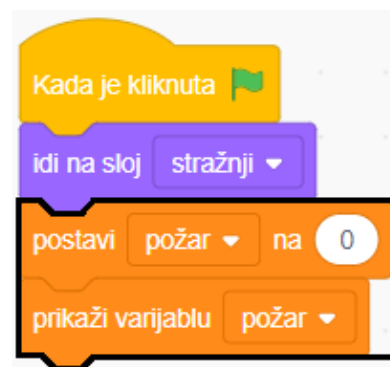 Kada je kliknuta
idi na sloj stražnji
postavi požar na 0
prikaži varijablu požar